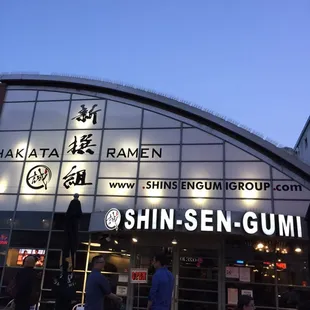 新
撰
組
HAKATA RAMEN
www. .SHINSENGUMIGROUP.com
SHIN-SEN-GUMI